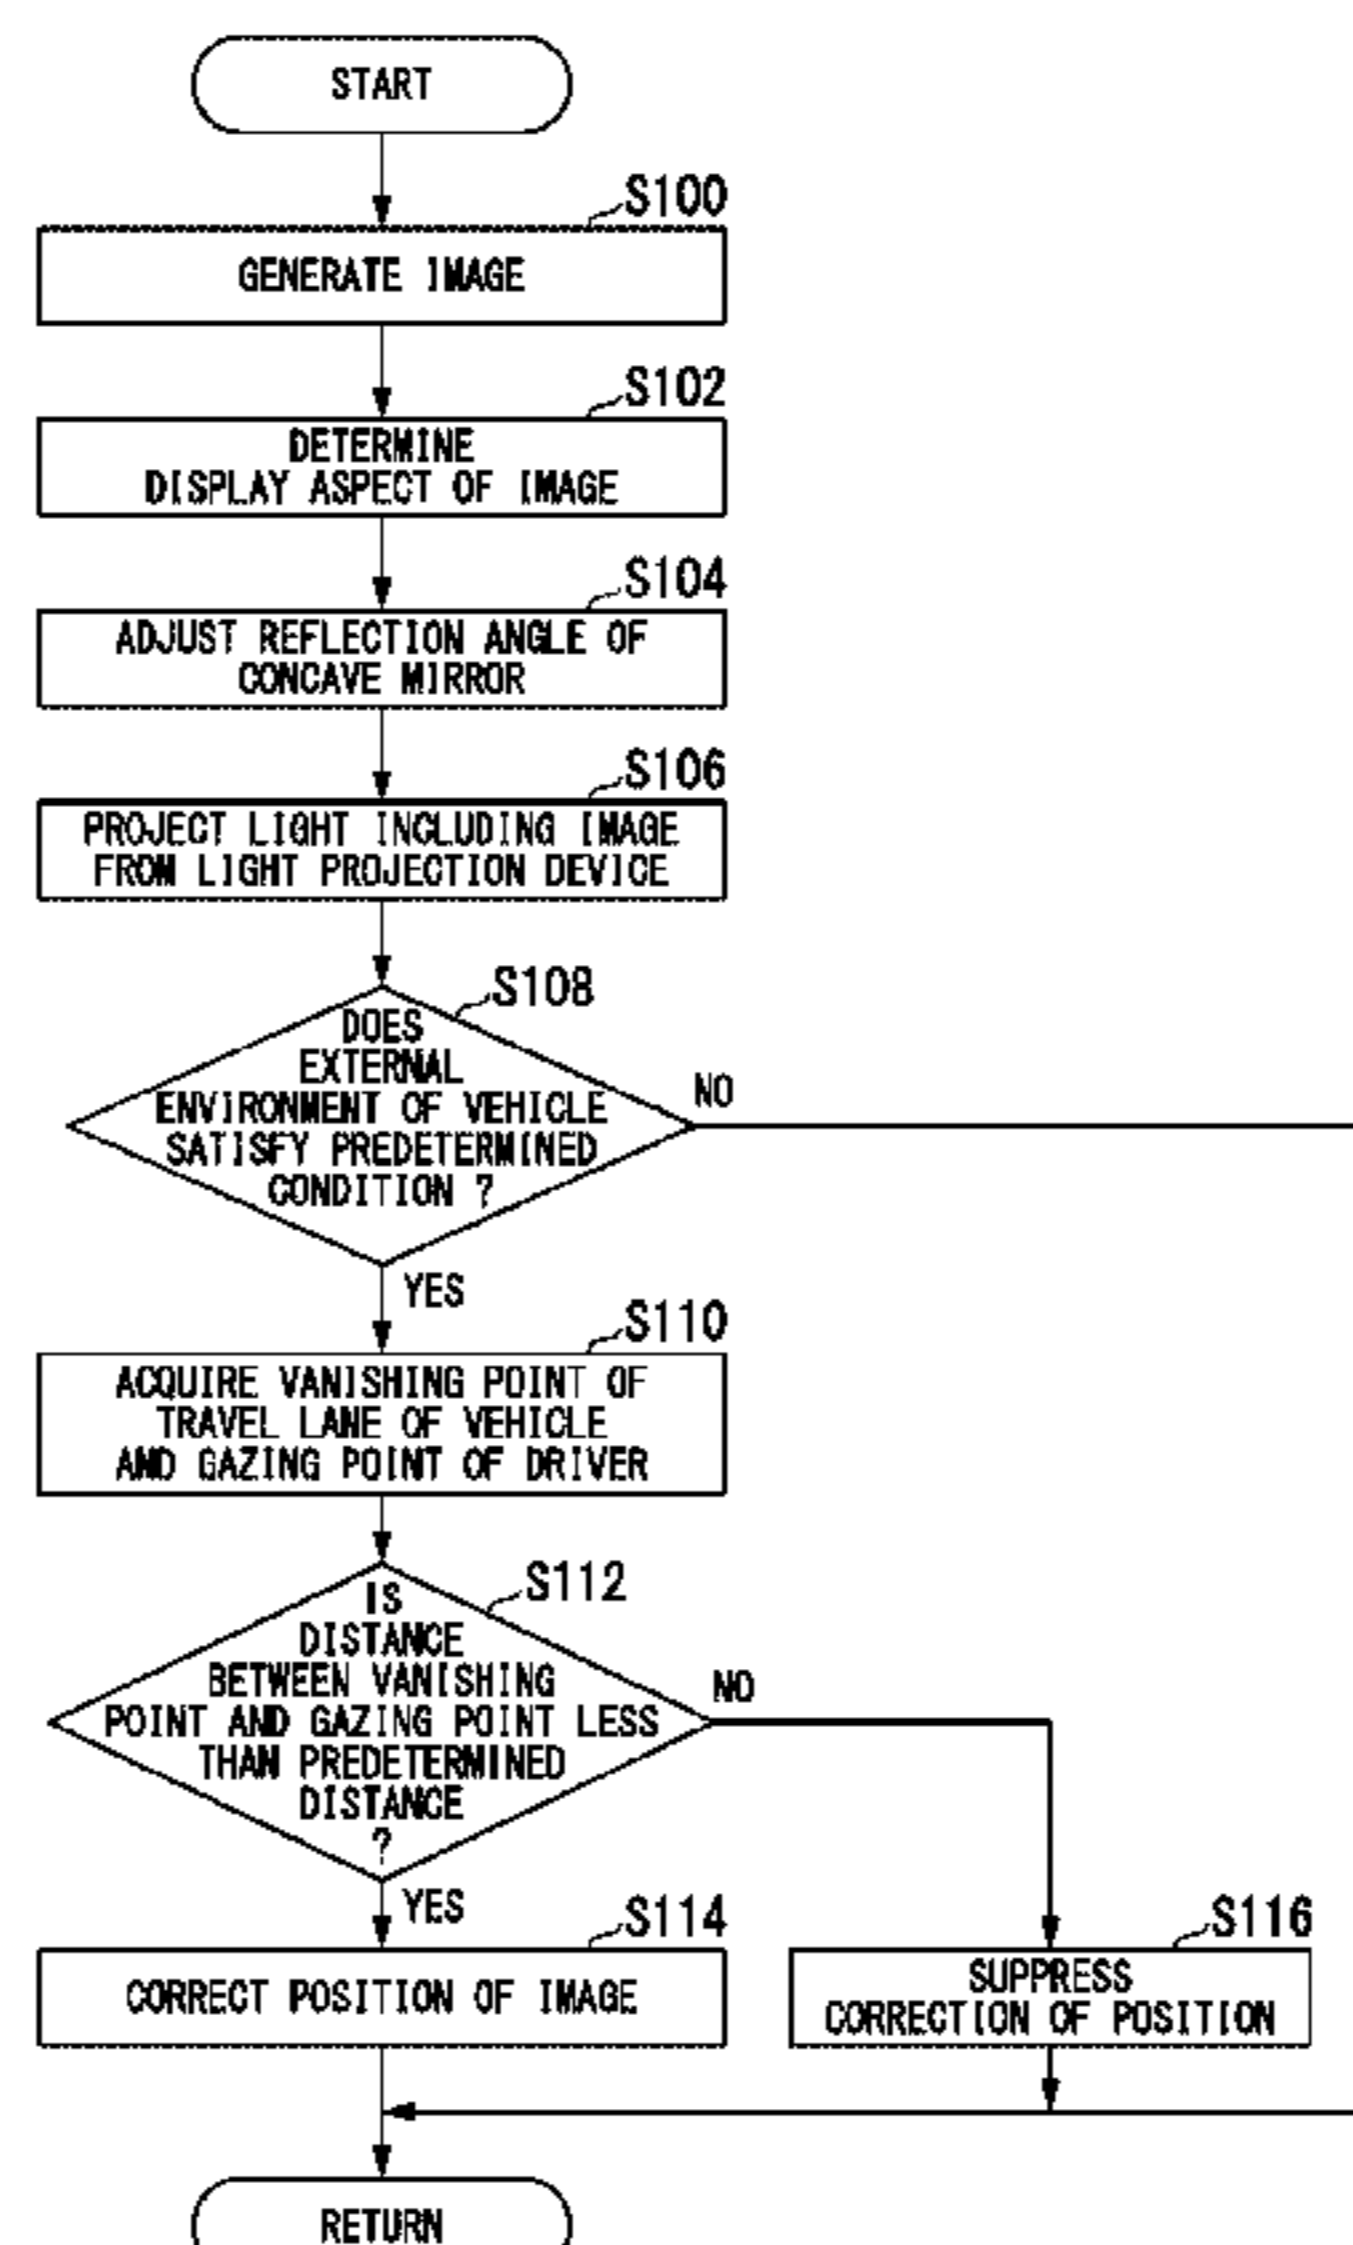 START
S100
GENERATE IMAGE
S102
DETERMINE
DISPLAY ASPECT OF IMAGE
S104
ADJUST REFLECTION ANGLE OF
CONCAVE MIRROR
S106
PROJECT LIGHT INCLUDING IMAGE
FROM LIGHT PROJECTION DEVICE
S108
DOES
EXTERNAL
ENVIRONMENT OF VEHICLE
SATISFY PREDETERMINED
CONDITION ?
NO
YES
S110
ACQUIRE VANISHING POINT OF
TRAVEL LANE OF VEHICLE
AND GAZING POINT OF DRIVER
S112
IS
DISTANCE
BETWEEN VANISHING
POINT AND GAZING POINT LESS
THAN PREDETERMINED
DISTANCE
?
NO
YES
S114
CORRECT POSITION OF IMAGE
S116
SUPPRESS
CORRECTION OF POSITION
RETURN